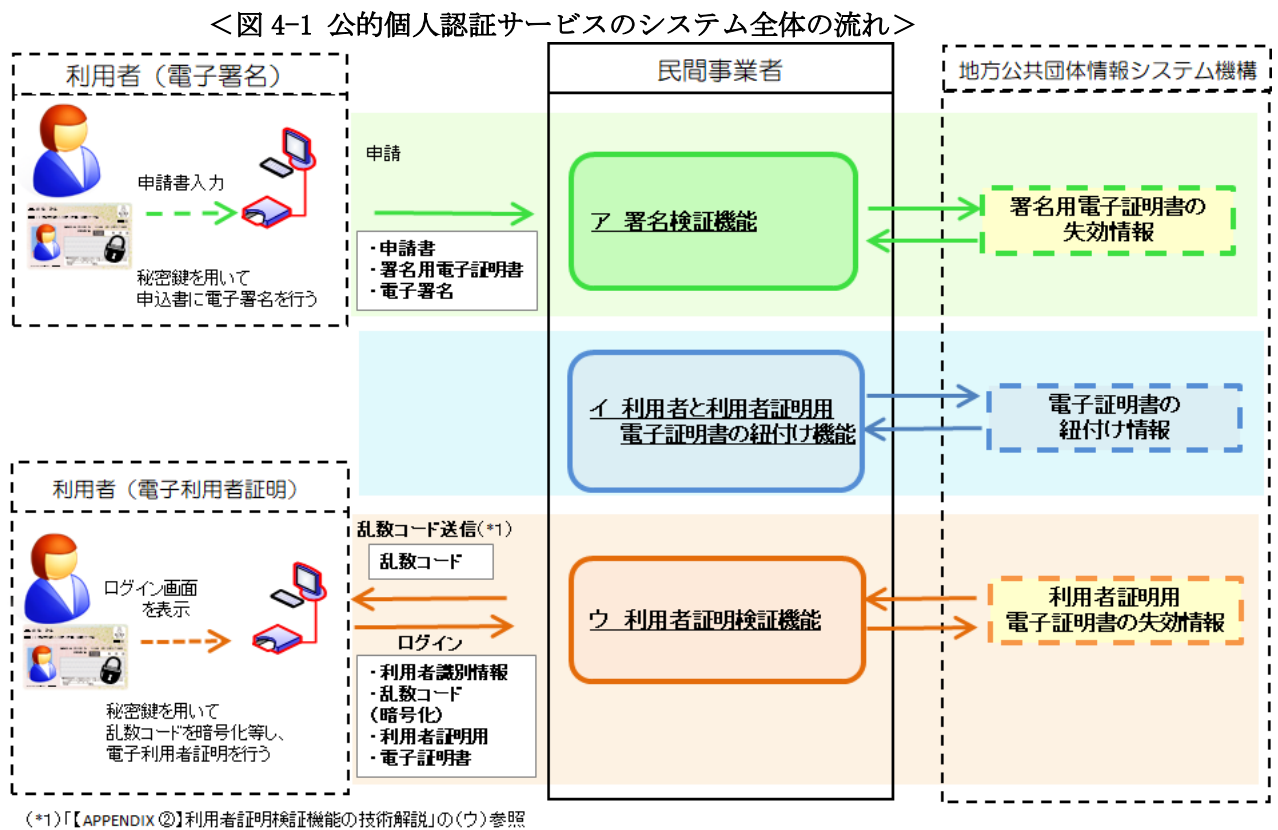 ＜図 4-1 公的個人認証サービスのシステム全体の流れ＞
利用者（電子署名）
民間事業者
地方公共団体情報システム機構
申請書入力
秘密鍵を用いて
申込書に電子署名を行う
申請
・申請書
・署名用電子証明書
・電子署名
ア 署名検証機能
署名用電子証明書の
失効情報
イ 利用者と利用者証明用
電子証明書の紐付け機能
電子証明書の
紐付け情報
利用者（電子利用者証明）
ログイン画面
を表示
秘密鍵を用いて
乱数コードを暗号化等し、
電子利用者証明を行う
乱数コード送信(*1)
乱数コード
ログイン
・利用者識別情報
・乱数コード
(暗号化)
・利用者証明用
・電子証明書
ウ 利用者証明検証機能
利用者証明用
電子証明書の失効情報
(*1)「【APPENDIX②】利用者証明検証機能の技術解説」の(ウ)参照